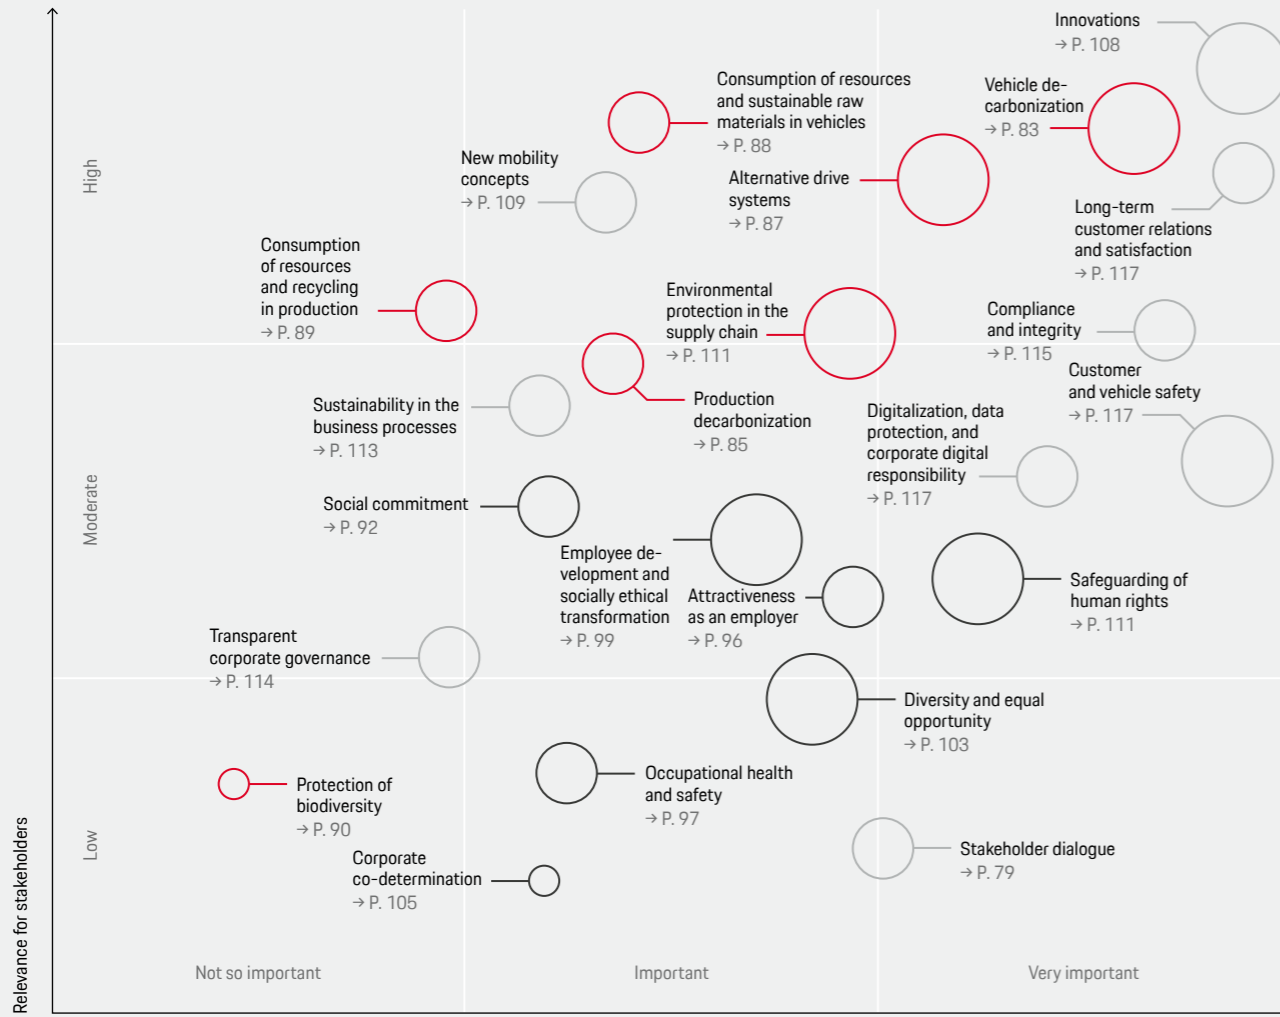 Innovations
→ P. 108
Consumption of resources
and sustainable raw
materials in vehicles
→ P. 88
Vehicle de-
carbonization
→ P. 83
New mobility
concepts
→ P. 109
Alternative drive
systems
→ P. 87
Long-term
customer relations
and satisfaction
→ P. 117
High
Consumption
of resources
and recycling
in production
→ P. 89
Environmental
protection in the
supply chain
→ P. 111
Compliance
and integrity
→ P. 115
Customer
and vehicle safety
→ P. 117
Sustainability in the
business processes
→ P. 113
Production
decarbonization
→ P. 85
Digitalization, data
protection, and
corporate digital
responsibility
→ P. 117
Moderate
Social commitment
→ P. 92
Employee de-
velopment and
socially ethical
transformation
→ P. 99
Attractiveness
as an employer
→ P. 96
Safeguarding of
human rights
→ P. 111
Transparent
corporate governance
→ P. 114
Diversity and equal
opportunity
→ P. 103
Protection of
biodiversity
→ P. 90
Occupational health
and safety
→ P. 97
Low
Corporate
co-determination
→ P. 105
Stakeholder dialogue
→ P. 79
Relevance for stakeholders
Not so important
Important
Very important